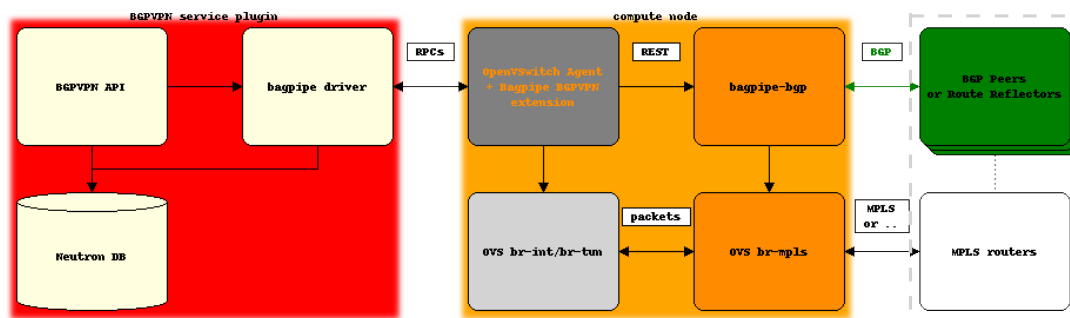 BGPVPN service plugin
compute node
BGPVPN API
bagpipe driver
RPCs
OpenVSwitch Agent
+ Bagpipe BGPVPN
extension
REST
bagpipe-bgp
BGP
BGP Peers
or Route Reflectors
Neutron DB
OVS br-int/br-tun
packets
OVS br-mpls
MPLS
or ..
MPLS routers